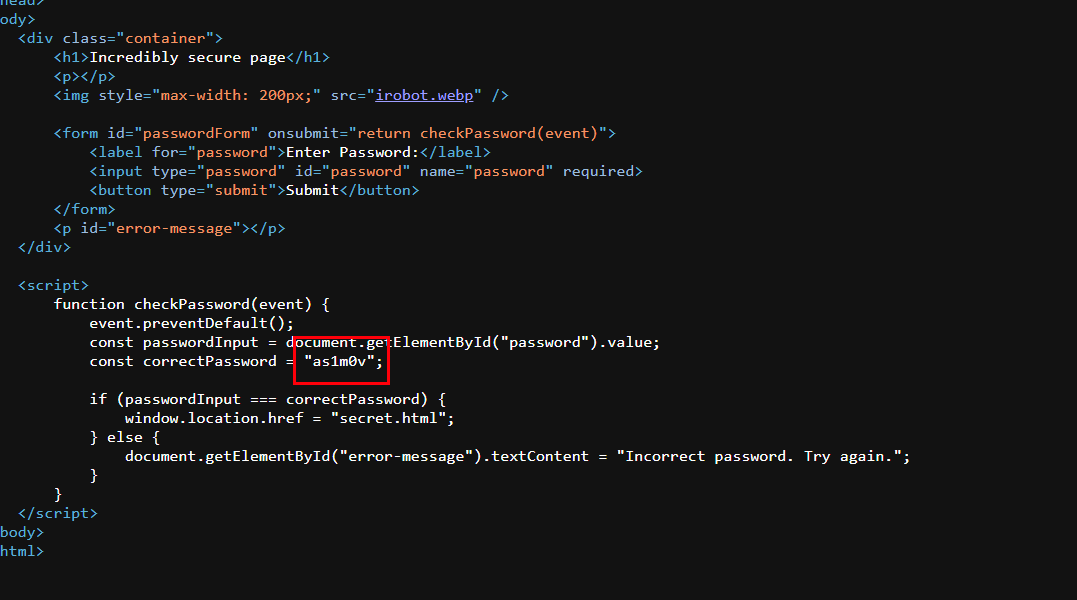 head>
ody>
<div class="container">
<h1>Incredibly secure page</h1>
<p></p>
<img style="max-width: 200px;" src="irobot.webp" />
<form id="passwordForm" onsubmit="return checkPassword(event)">
<label for="password">Enter Password:</label>
<input type="password" id="password" name="password" required>
<button type="submit">Submit</button>
</form>
<p id="error-message"></p>
</div>
<script>
function checkPassword(event) {
event.preventDefault();
const passwordInput = document.getElementById("password").value;
const correctPassword = "as1m0v";
if (passwordInput === correctPassword) {
window.location.href = "secret.html";
} else {
document.getElementById("error-message").textContent = "Incorrect password. Try again.";
}
}
</script>
body>
html>